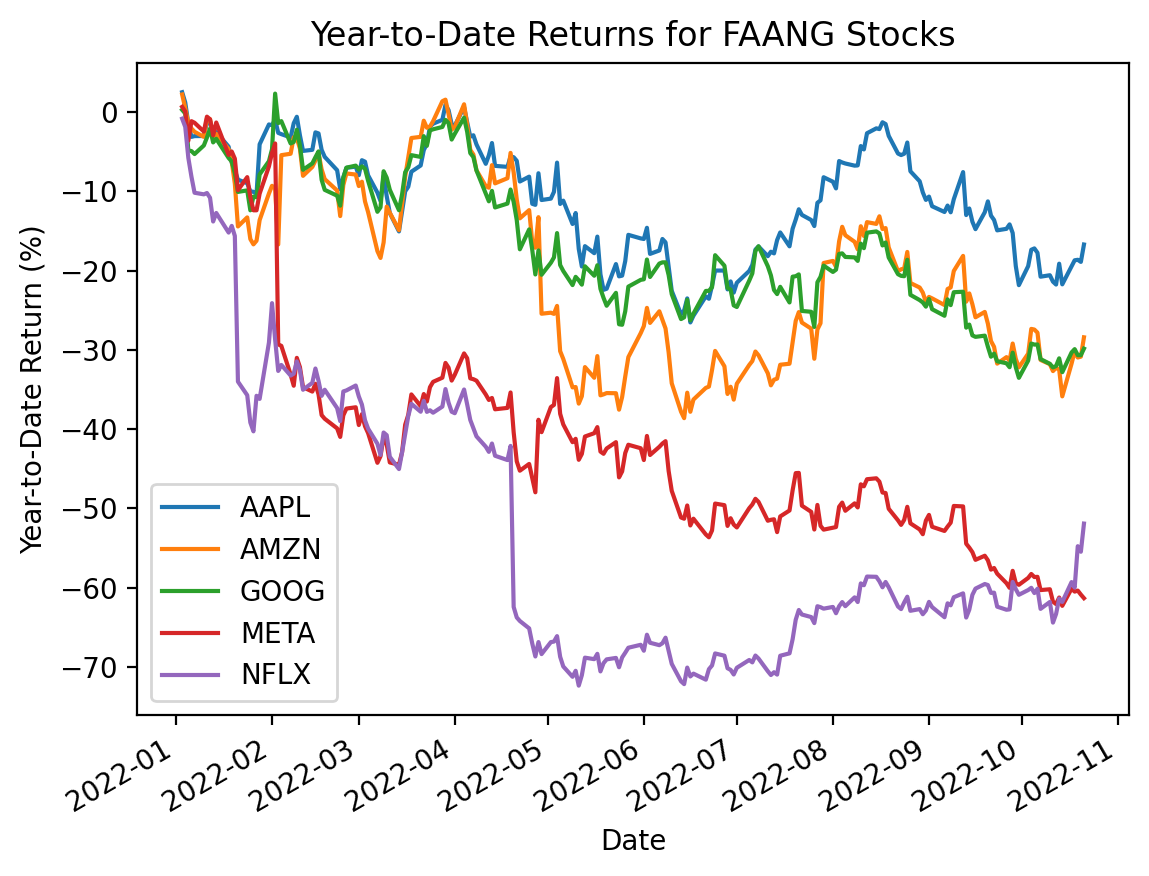 Year-to-Date Returns for FAANG Stocks
Year-to-Date Return (%)
0
−10
−20
−30
−40
−50
−60
−70
AAPL
AMZN
GOOG
META
NFLX
2022-01
2022-02
2022-03
2022-04
2022-05
2022-06
2022-07
2022-08
2022-09
2022-10
2022-11
Date